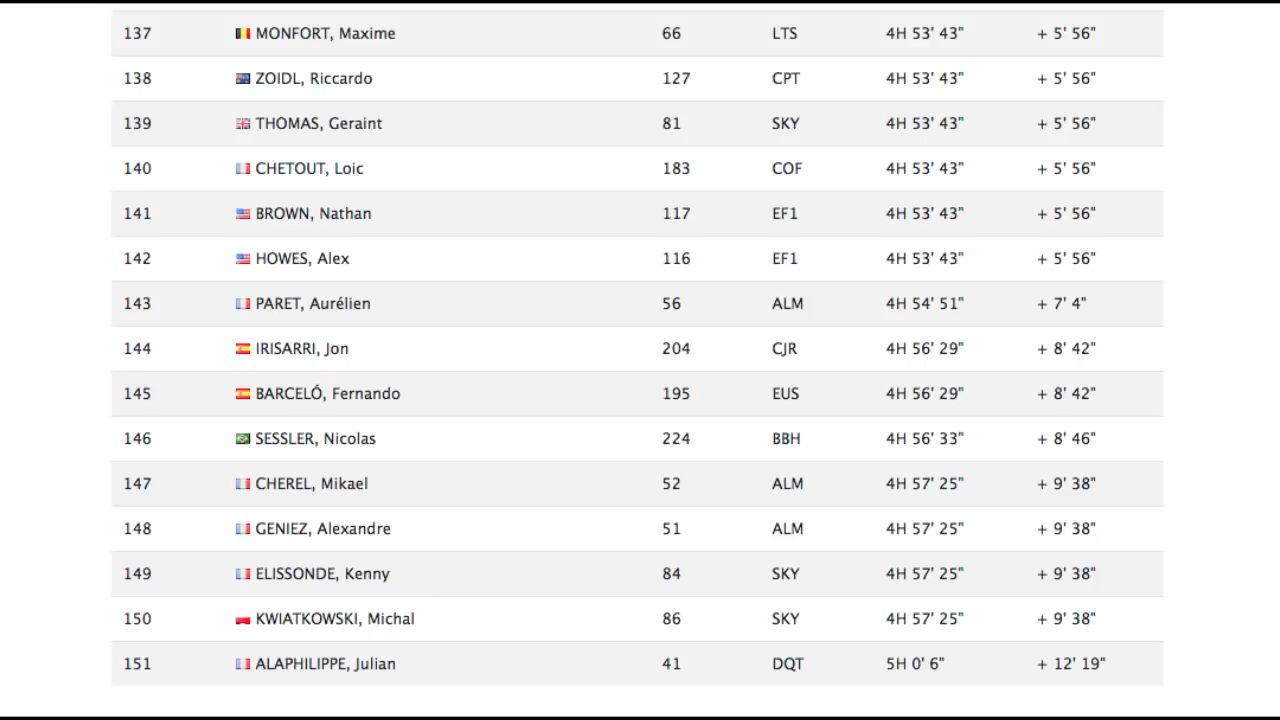 137 MONFORT, Maxime 66 LTS 4H 53' 43" + 5' 56"
138 ZOIDL, Riccardo 127 CPT 4H 53' 43" + 5' 56"
139 THOMAS, Geraint 81 SKY 4H 53' 43" + 5' 56"
140 CHETOUT, Loic 183 COF 4H 53' 43" + 5' 56"
141 BROWN, Nathan 117 EF1 4H 53' 43" + 5' 56"
142 HOWES, Alex 116 EF1 4H 53' 43" + 5' 56"
143 PARET, Aurélien 56 ALM 4H 54' 51" + 7' 4"
144 IRISARRI, Jon 204 CJR 4H 56' 29" + 8' 42"
145 BARCELÓ, Fernando 195 EUS 4H 56' 29" + 8' 42"
146 SESSLER, Nicolas 224 BBH 4H 56' 33" + 8' 46"
147 CHEREL, Mikael 52 ALM 4H 57' 25" + 9' 38"
148 GENIEZ, Alexandre 51 ALM 4H 57' 25" + 9' 38"
149 ELISSONDE, Kenny 84 SKY 4H 57' 25" + 9' 38"
150 KWIATKOWSKI, Michal 86 SKY 4H 57' 25" + 9' 38"
151 ALAPHILIPPE, Julian 41 DQT 5H 0' 6" + 12' 19"